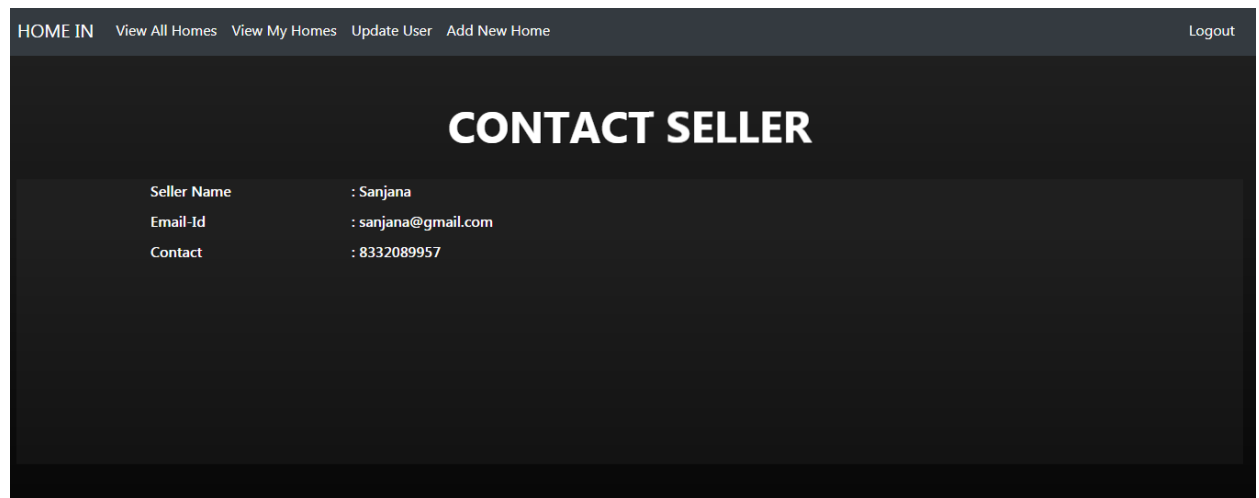 HOME IN View All Homes View My Homes Update User Add New Home Logout
CONTACT SELLER
Seller Name : Sanjana
Email-Id : sanjana@gmail.com
Contact : 8332089957